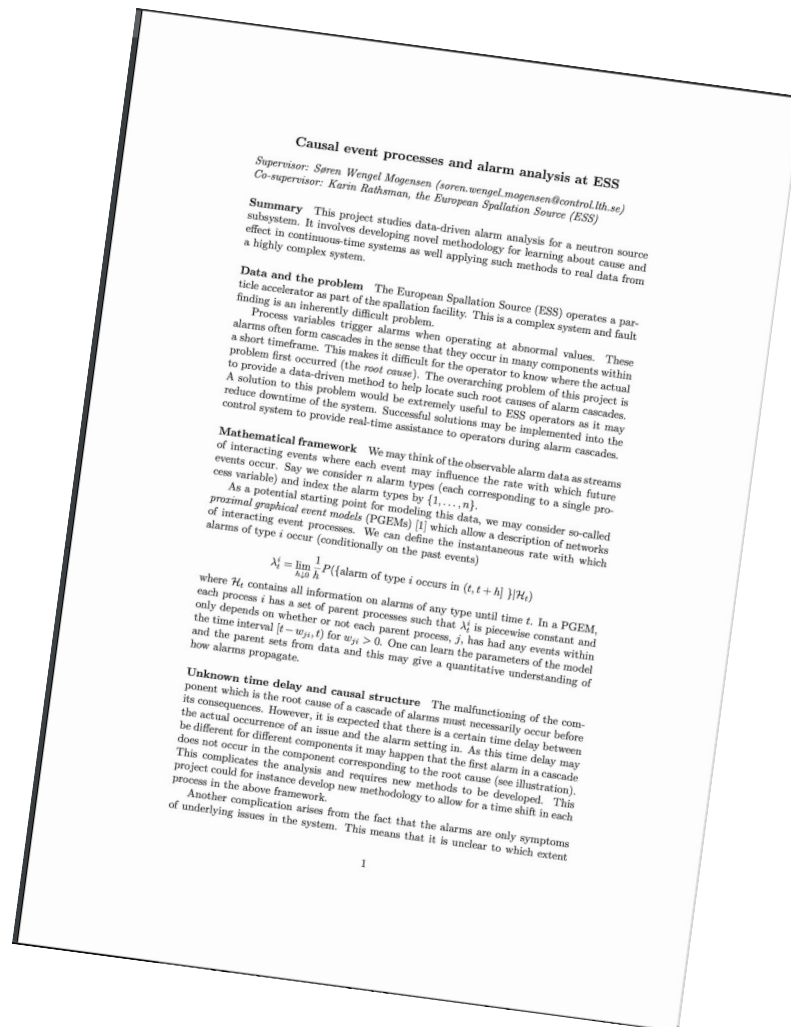 Causal event processes and alarm analysis at ESS
Supervisor: Søren Wengel Mogensen (soren.wengel_mogensen@control.lth.se)
Co-supervisor: Karin Rathsman, the European Spallation Source (ESS)
Summary This project studies data-driven alarm analysis for a neutron source
subsystem. It involves developing novel methodology for learning about cause and
effect in continuous-time systems as well applying such methods to real data from
a highly complex system.
Data and the problem The European Spallation Source (ESS) operates a par-
ticle accelerator as part of the spallation facility. This is a complex system and fault
finding is an inherently difficult problem.
Process variables trigger alarms when operating at abnormal values. These
alarms often form cascades in the sense that they occur in many components within
a short timeframe. This makes it difficult for the operator to know where the actual
problem first occurred (the root cause). The overarching problem of this project is
to provide a data-driven method to help locate such root causes of alarm cascades.
A solution to this problem would be extremely useful to ESS operators as it may
reduce downtime of the system. Successful solutions may be implemented into the
control system to provide real-time assistance to operators during alarm cascades.
Mathematical framework We may think of the observable alarm data as streams
of interacting events where each event may influence the rate with which future
events occur. Say we consider n alarm types (each corresponding to a single pro-
cess variable) and index the alarm types by {1, . . . , n}.
As a potential starting point for modeling this data, we may consider so-called
proximal graphical event models (PGEMs) [1] which allow a description of networks
of interacting event processes. We can define the instantaneous rate with which
alarms of type i occur (conditionally on the past events)
λ_t^i = lim_{h↓0} 1/h P({alarm of type i occurs in (t, t + h] }|H_t)
where H_t contains all information on alarms of any type until time t. In a PGEM,
each process i has a set of parent processes such that λ_t^i is piecewise constant and
only depends on whether or not each parent process, j, has had any events within
the time interval [t − w_{ji}, t) for w_{ji} > 0. One can learn the parameters of the model
and the parent sets from data and this may give a quantitative understanding of
how alarms propagate.
Unknown time delay and causal structure The malfunctioning of the com-
ponent which is the root cause of a cascade of alarms must necessarily occur before
its consequences. However, it is expected that there is a certain time delay between
the actual occurrence of an issue and the alarm setting in. As this time delay may
be different for different components it may happen that the first alarm in a cascade
does not occur in the component corresponding to the root cause (see illustration).
This complicates the analysis and requires new methods to be developed. This
project could for instance develop new methodology to allow for a time shift in each
process in the above framework.
Another complication arises from the fact that the alarms are only symptoms
of underlying issues in the system. This means that it is unclear to which extent
1